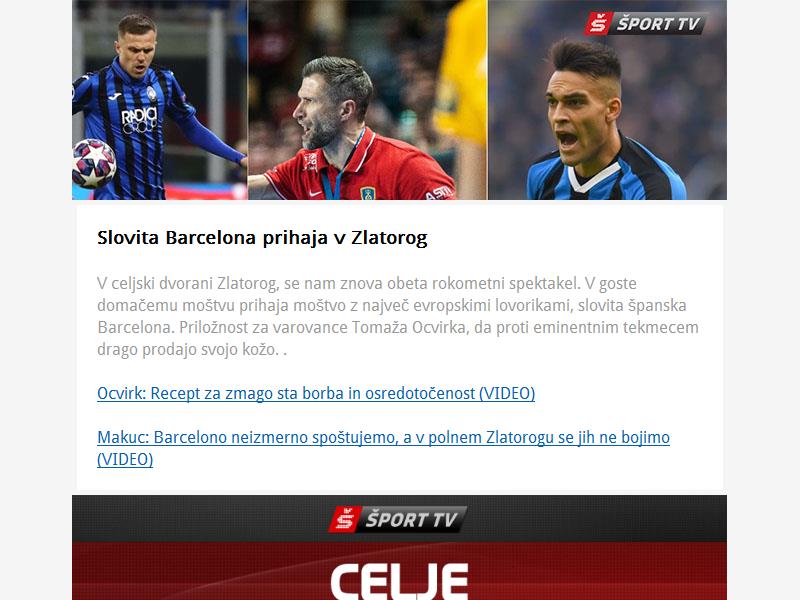 ŠPORT TV
RADICI
GROUP
Slovita Barcelona prihaja v Zlatorog
V celjski dvorani Zlatorog, se nam znova obeta rokometni spektakel. V goste
domačemu moštvu prihaja moštvo z največ evropskimi lovorikami, slovita španska
Barcelona. Priložnost za varovance Tomaža Ocvirka, da proti eminentnim tekmecem
drago prodajo svojo kožo. .
Ocvirk: Recept za zmago sta borba in osredotočenost (VIDEO)
Makuc: Barcelono neizmerno spoštujemo, a v polnem Zlatorogu se jih ne bojimo
(VIDEO)
ŠPORT TV
CELJE